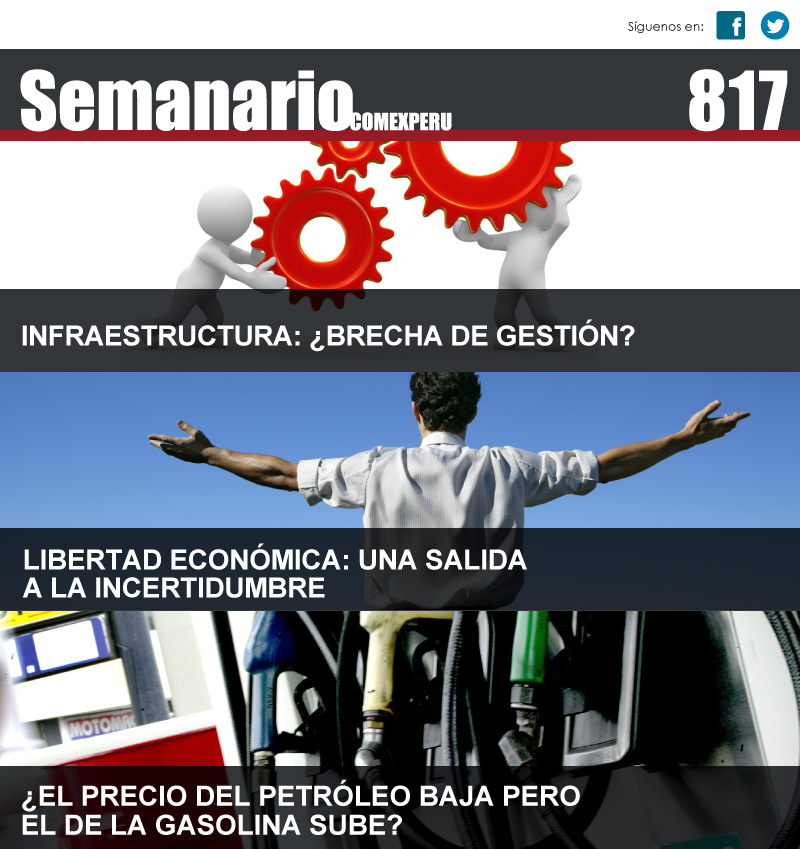 Síguenos en:
Semanario COMEXPERU 817
INFRAESTRUCTURA: ¿BRECHA DE GESTIÓN?
LIBERTAD ECONÓMICA: UNA SALIDA
A LA INCERTIDUMBRE
MOTOMAC
¿EL PRECIO DEL PETRÓLEO BAJA PERO
EL DE LA GASOLINA SUBE?